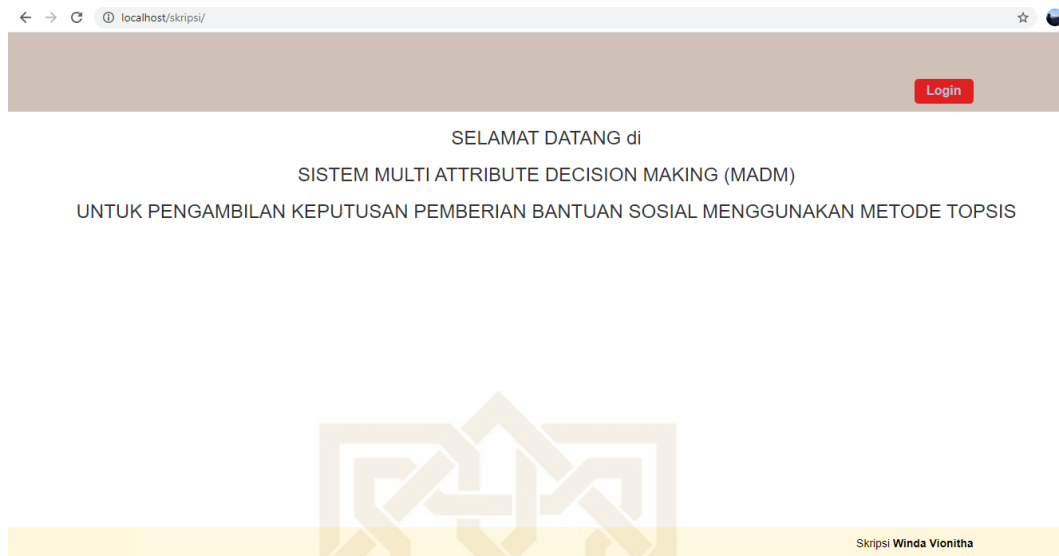 localhost/skripsi/
Login
SELAMAT DATANG di
SISTEM MULTI ATTRIBUTE DECISION MAKING (MADM)
UNTUK PENGAMBILAN KEPUTUSAN PEMBERIAN BANTUAN SOSIAL MENGGUNAKAN METODE TOPSIS
Skripsi Winda Vionitha